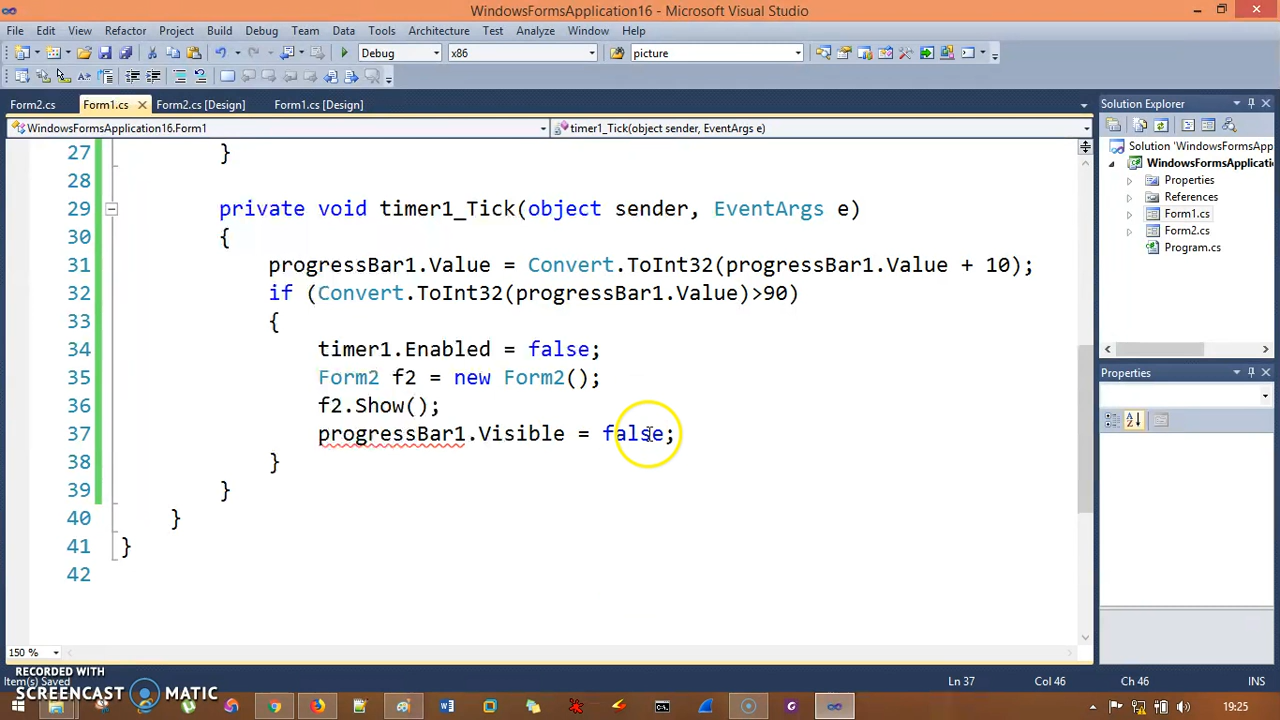 WindowsFormsApplication16 - Microsoft Visual Studio
File Edit View Refactor Project Build Debug Team Data Tools Architecture Test Analyze Window Help
Debug x86 picture
Form2.cs Form1.cs Form2.cs [Design] Form1.cs [Design]
WindowsFormsApplication16.Form1 timer1_Tick(object sender, EventArgs e)
27 }
28
29 private void timer1_Tick(object sender, EventArgs e)
30 {
31 progressBar1.Value = Convert.ToInt32(progressBar1.Value + 10);
32 if (Convert.ToInt32(progressBar1.Value)>90)
33 {
34 timer1.Enabled = false;
35 Form2 f2 = new Form2();
36 f2.Show();
37 progressBar1.Visible = false;
38 }
39 }
40 }
41 }
42
150 %
Solution Explorer
Solution 'WindowsFormsApp
WindowsFormsApplicati
Properties
References
Form1.cs
Form2.cs
Program.cs
Properties
RECORDED WITH
SCREENCAST MATIC
Item(s) Saved
Ln 37 Col 46 Ch 46 INS
19:25